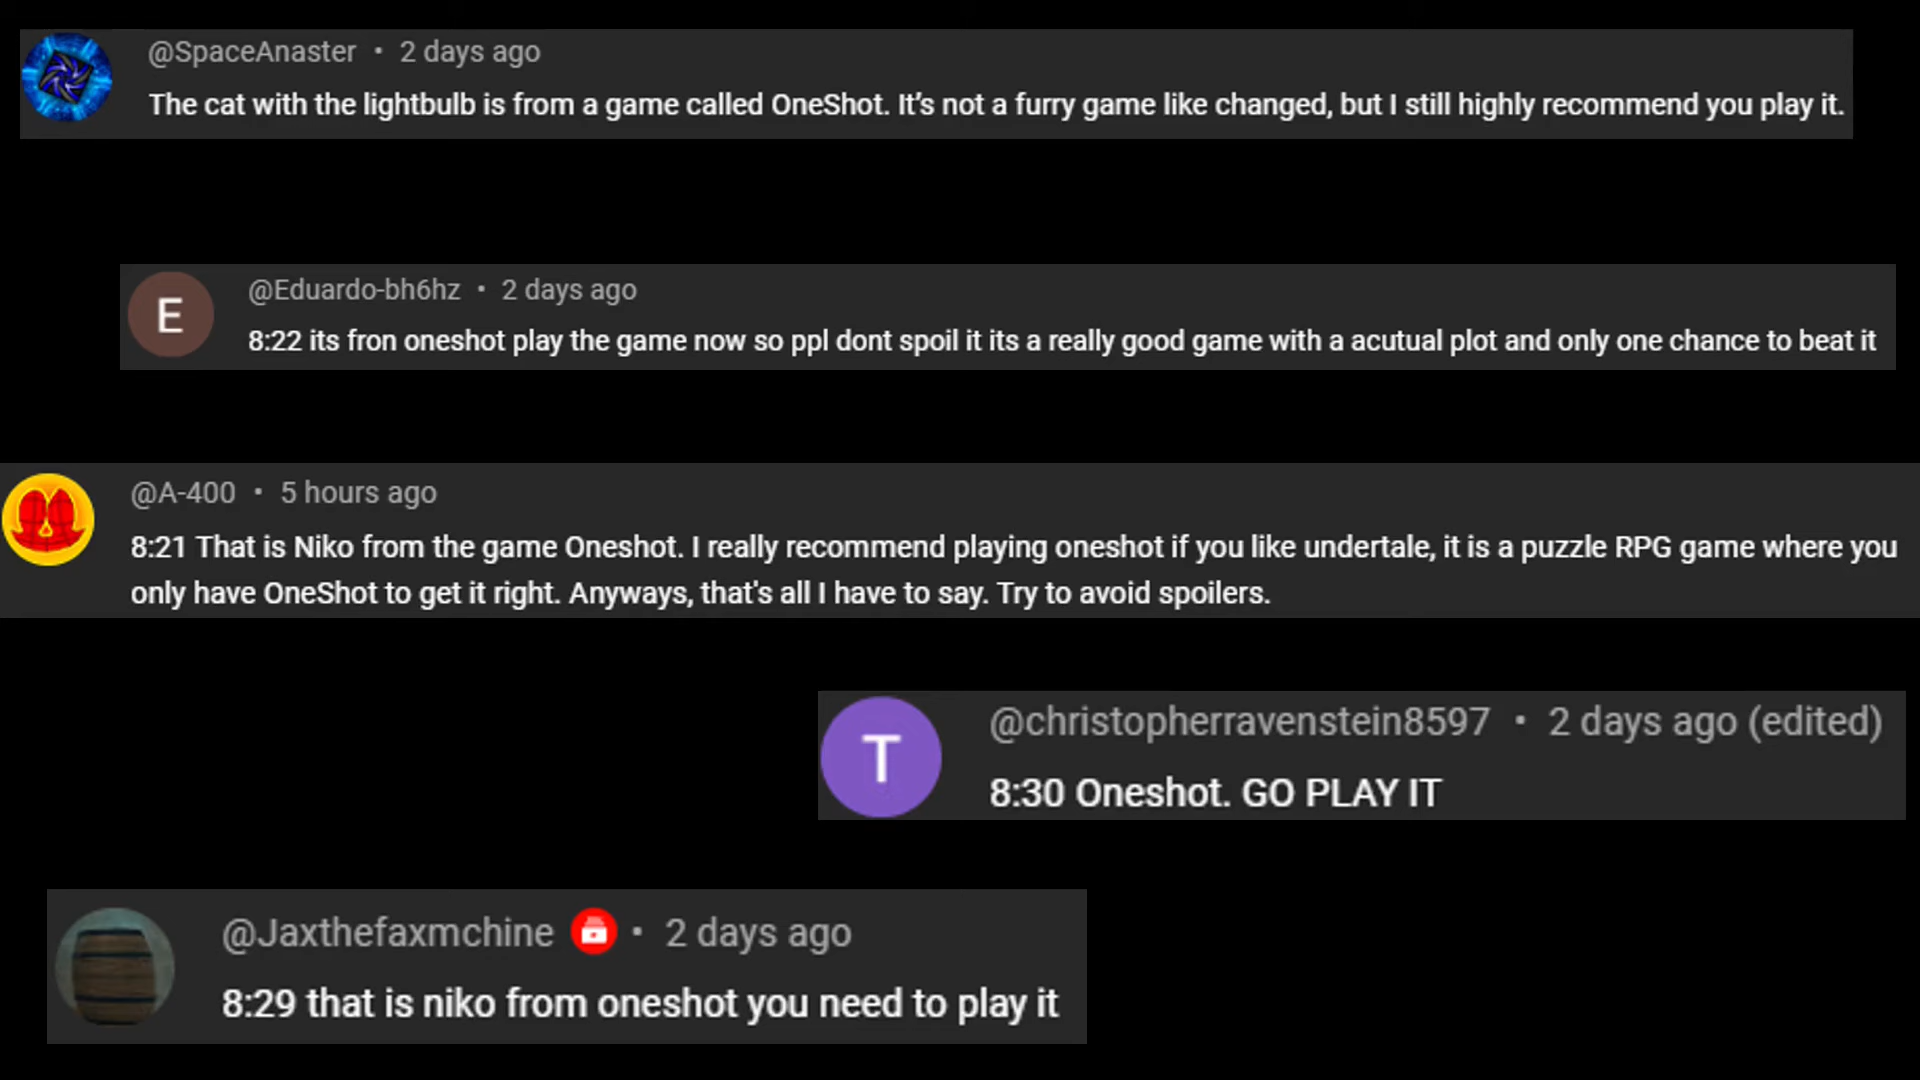 @SpaceAnaster • 2 days ago
The cat with the lightbulb is from a game called OneShot. It’s not a furry game like changed, but I still highly recommend you play it.
E
@Eduardo-bh6hz • 2 days ago
8:22 its fron oneshot play the game now so ppl dont spoil it its a really good game with a acutual plot and only one chance to beat it
@A-400 • 5 hours ago
8:21 That is Niko from the game Oneshot. I really recommend playing oneshot if you like undertale, it is a puzzle RPG game where you
only have OneShot to get it right. Anyways, that's all I have to say. Try to avoid spoilers.
T
@christopherravenstein8597 • 2 days ago (edited)
8:30 Oneshot. GO PLAY IT
@Jaxthefaxmchine • 2 days ago
8:29 that is niko from oneshot you need to play it